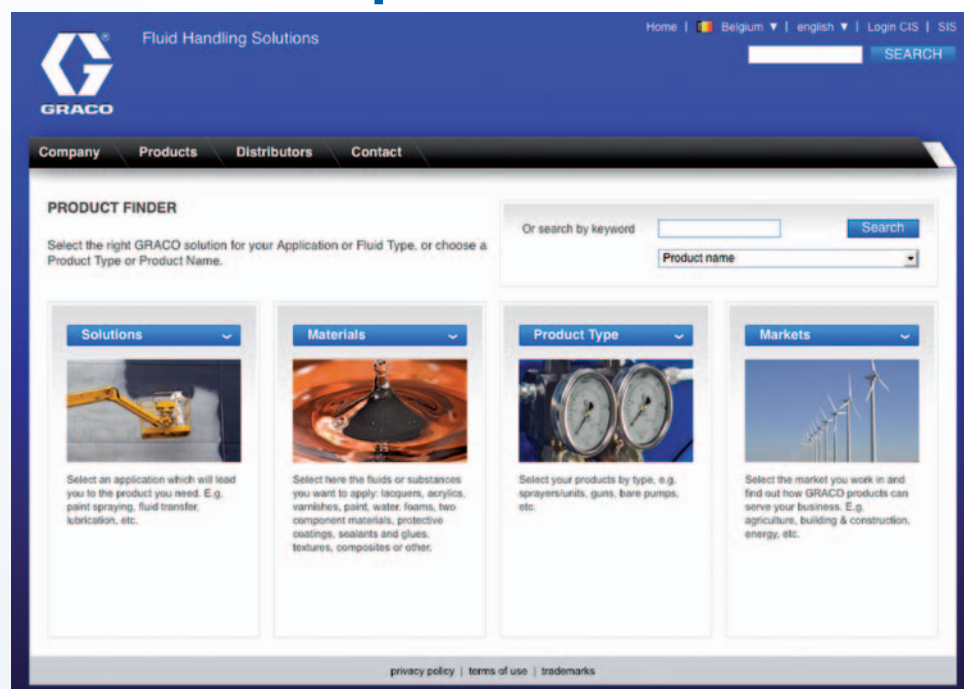 Fluid Handling Solutions
Home | Belgium ▼ | english ▼ | Login CIS | SIS
SEARCH
GRACO
Company Products Distributors Contact
PRODUCT FINDER
Select the right GRACO solution for your Application or Fluid Type, or choose a
Product Type or Product Name.
Or search by keyword Search
Product name
Solutions
Select an application which will lead
you to the product you need. E.g.
paint spraying, fluid transfer,
lubrication, etc.
Materials
Select here the fluids or substances
you want to apply: lacquers, acrylics,
varnishes, paint, water, foams, two
component materials, protective
coatings, sealants and glues,
textures, composites or other.
Product Type
Select your products by type, e.g.
sprayers/units, guns, bare pumps,
etc.
Markets
Select the market you work in and
find out how GRACO products can
serve your business. E.g.
agriculture, building & construction,
energy, etc.
privacy policy | terms of use | trademarks